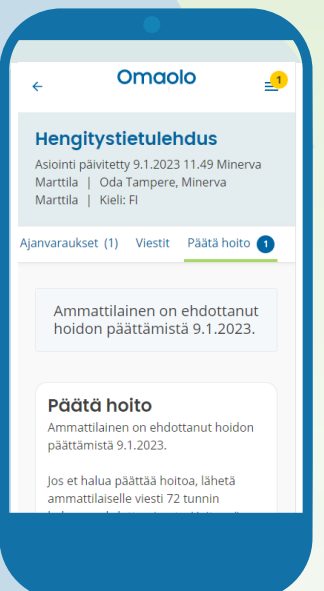 Omaolo
1
Hengitystietulehdus
Asiointi päivitetty 9.1.2023 11.49 Minerva
Marttila | Oda Tampere, Minerva
Marttila | Kieli: FI
Ajanvaraukset (1) Viestit Päätä hoito 1
Ammattilainen on ehdottanut
hoidon päättämistä 9.1.2023.
Päätä hoito
Ammattilainen on ehdottanut hoidon
päättämistä 9.1.2023.
Jos et halua päättää hoitoa, lähetä
ammattilaiselle viesti 72 tunnin